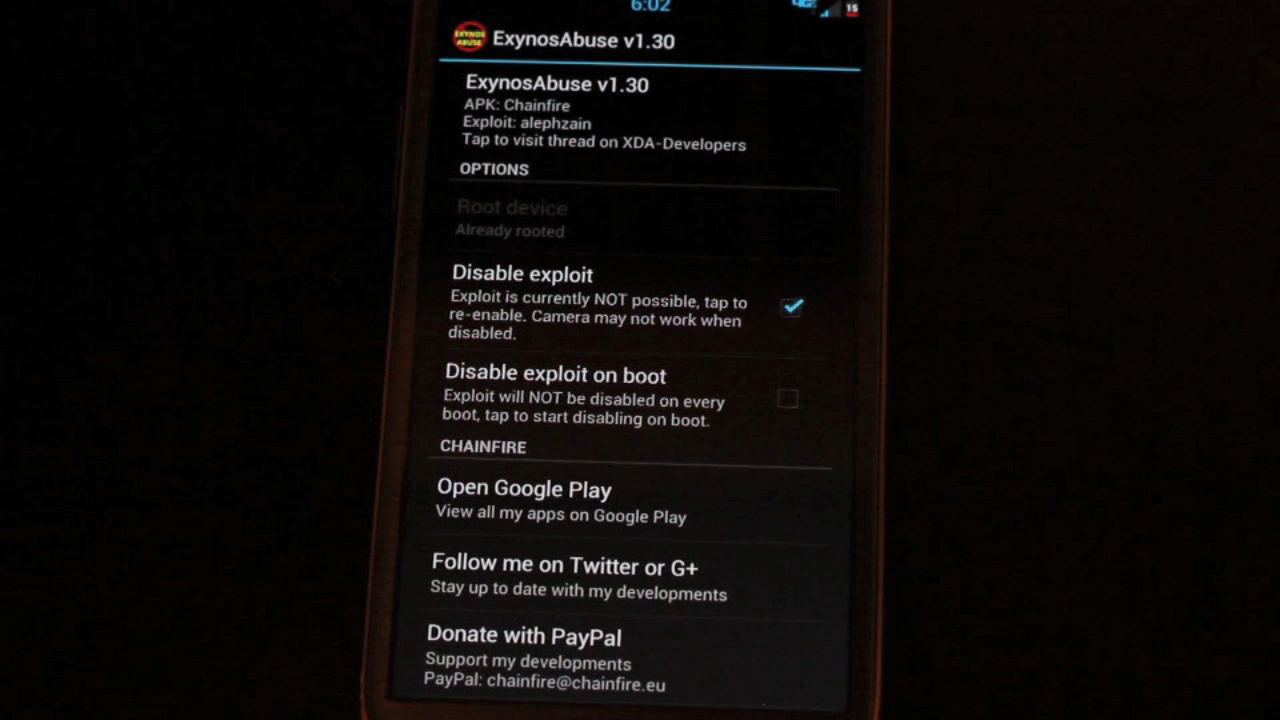 6:02
15
EXYNOS
ABUSE
ExynosAbuse v1.30
ExynosAbuse v1.30
APK: Chainfire
Exploit: alephzain
Tap to visit thread on XDA-Developers
OPTIONS
Root device
Already rooted
Disable exploit
Exploit is currently NOT possible, tap to
re-enable. Camera may not work when
disabled.
Disable exploit on boot
Exploit will NOT be disabled on every
boot, tap to start disabling on boot.
CHAINFIRE
Open Google Play
View all my apps on Google Play
Follow me on Twitter or G+
Stay up to date with my developments
Donate with PayPal
Support my developments
PayPal: chainfire@chainfire.eu